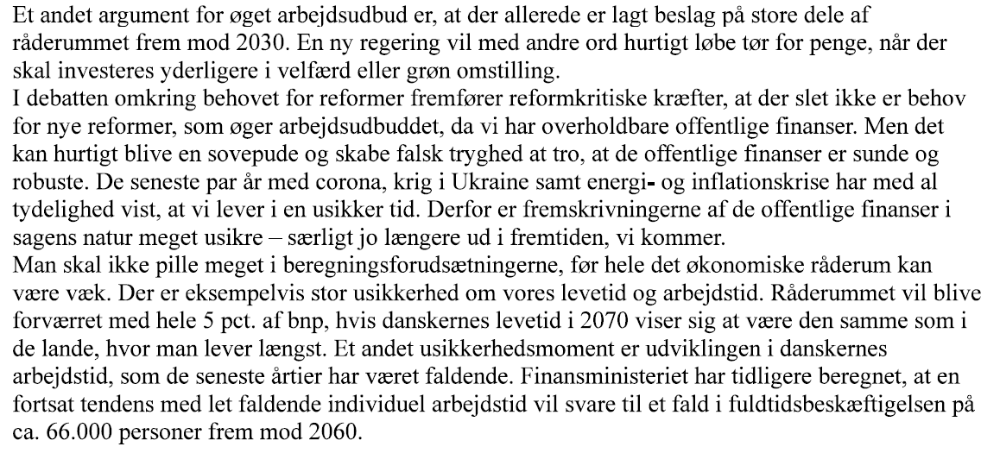 Et andet argument for øget arbejdsudbud er, at der allerede er lagt beslag på store dele af
råderummet frem mod 2030. En ny regering vil med andre ord hurtigt løbe tør for penge, når der
skal investeres yderligere i velfærd eller grøn omstilling.
I debatten omkring behovet for reformer fremfører reformkritiske kræfter, at der slet ikke er behov
for nye reformer, som øger arbejdsudbuddet, da vi har overholdbare offentlige finanser. Men det
kan hurtigt blive en sovepude og skabe falsk tryghed at tro, at de offentlige finanser er sunde og
robuste. De seneste par år med corona, krig i Ukraine samt energi- og inflationskrise har med al
tydelighed vist, at vi lever i en usikker tid. Derfor er fremskrivningerne af de offentlige finanser i
sagens natur meget usikre – særligt jo længere ud i fremtiden, vi kommer.
Man skal ikke pille meget i beregningsforudsætningerne, før hele det økonomiske råderum kan
være væk. Der er eksempelvis stor usikkerhed om vores levetid og arbejdstid. Råderummet vil blive
forværret med hele 5 pct. af bnp, hvis danskernes levetid i 2070 viser sig at være den samme som i
de lande, hvor man lever længst. Et andet usikkerhedsmoment er udviklingen i danskernes
arbejdstid, som de seneste årtier har været faldende. Finansministeriet har tidligere beregnet, at en
fortsat tendens med let faldende individuel arbejdstid vil svare til et fald i fuldtidsbeskæftigelsen på
ca. 66.000 personer frem mod 2060.